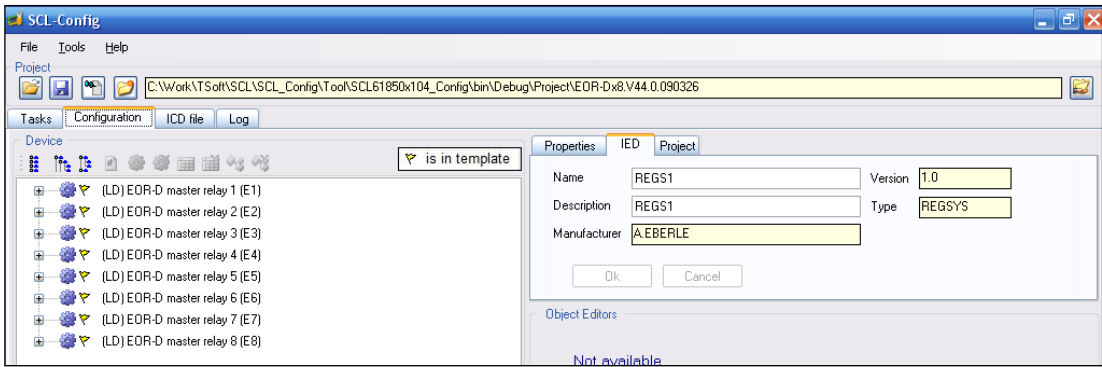 SCL-Config
File Tools Help
Project
C:\Work\TSoft\SCL\SCL_Config\Tool\SCL61850x104_Config\bin\Debug\Project\EOR-Dx8.V44.0.090326
Tasks Configuration ICD file Log
Device
is in template
(LD) EOR-D master relay 1 (E1)
(LD) EOR-D master relay 2 (E2)
(LD) EOR-D master relay 3 (E3)
(LD) EOR-D master relay 4 (E4)
(LD) EOR-D master relay 5 (E5)
(LD) EOR-D master relay 6 (E6)
(LD) EOR-D master relay 7 (E7)
(LD) EOR-D master relay 8 (E8)
Properties IED Project
Name REGS1 Version 1.0
Description REGS1 Type REGSYS
Manufacturer A.EBERLE
Ok Cancel
Object Editors
Not available